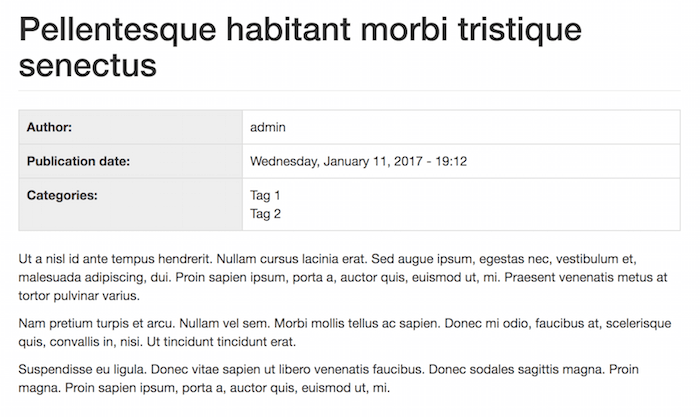 Pellentesque habitant morbi tristique
senectus
Author: admin
Publication date: Wednesday, January 11, 2017 - 19:12
Categories: Tag 1
Tag 2
Ut a nisl id ante tempus hendrerit. Nullam cursus lacinia erat. Sed augue ipsum, egestas nec, vestibulum et,
malesuada adipiscing, dui. Proin sapien ipsum, porta a, auctor quis, euismod ut, mi. Praesent venenatis metus at
tortor pulvinar varius.
Nam pretium turpis et arcu. Nullam vel sem. Morbi mollis tellus ac sapien. Donec mi odio, faucibus at, scelerisque
quis, convallis in, nisi. Ut tincidunt tincidunt erat.
Suspendisse eu ligula. Donec vitae sapien ut libero venenatis faucibus. Donec sodales sagittis magna. Proin
magna. Proin sapien ipsum, porta a, auctor quis, euismod ut, mi.